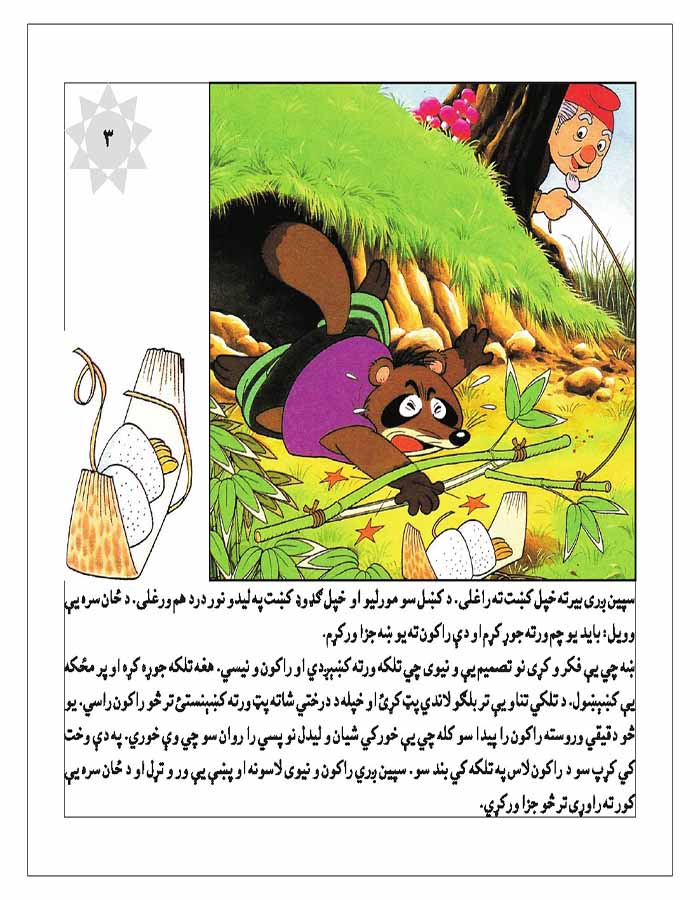 ۳
سپین ږیری بیرته خپل کښت ته راغلی. د کښل سو مورلیو او خپل ګډوډ کښت په لیدو نور درد هم ورغلی. د ځان سره یې
وویل: باید یو چم ورته جوړ کړم او دې راکون ته یو ښه جزا ورکړم.
ښه چې یې فکر و کړی نو تصمیم یې و نیوی چې تلکه ورته کښېږدي او راکون و نیسي. هغه تلکه جوړه کړه او پر مځکه
یې کښېښول. د تلکي تناو یې تر بلګو لاندي پټ کړئ او خپله د درختي شاته پټ ورته کښېنستئ تر څو راکون راسي. یو
څو دقیقې وروسته راکون را پیدا سو کله چې یې خورکي شیان و لیدل نو پسې را روان سو چې وې خوري. په دې وخت
کي کړپ سو د راکون لاس په تلکه کې بند سو. سپین ږیري راکون و نیوی لاسونه او پښې یې ور و تړل او د ځان سره یې
کور ته راوړی تر څو جزا ورکړي.